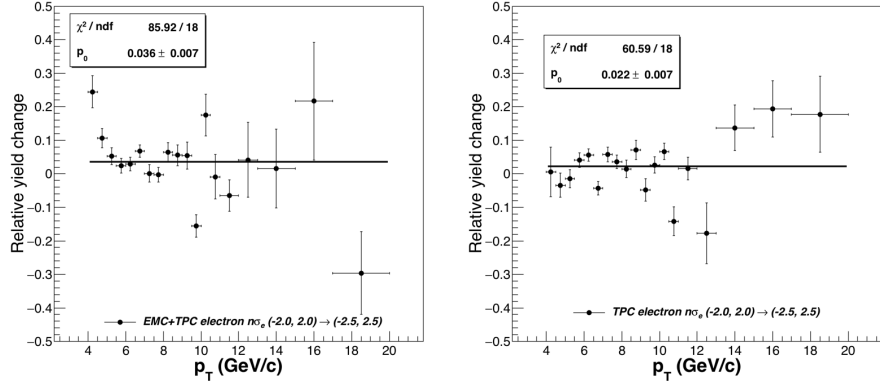 0.5
0.4
0.3
0.2
0.1
0
−0.1
−0.2
−0.3
−0.4
−0.5
Relative yield change
χ² / ndf 85.92 / 18
p₀ 0.036 ± 0.007
EMC+TPC electron nσₑ (-2.0, 2.0) → (-2.5, 2.5)
4 6 8 10 12 14 16 18 20
p_T (GeV/c)
0.5
0.4
0.3
0.2
0.1
0
−0.1
−0.2
−0.3
−0.4
−0.5
Relative yield change
χ² / ndf 60.59 / 18
p₀ 0.022 ± 0.007
TPC electron nσₑ (-2.0, 2.0) → (-2.5, 2.5)
4 6 8 10 12 14 16 18 20
p_T (GeV/c)